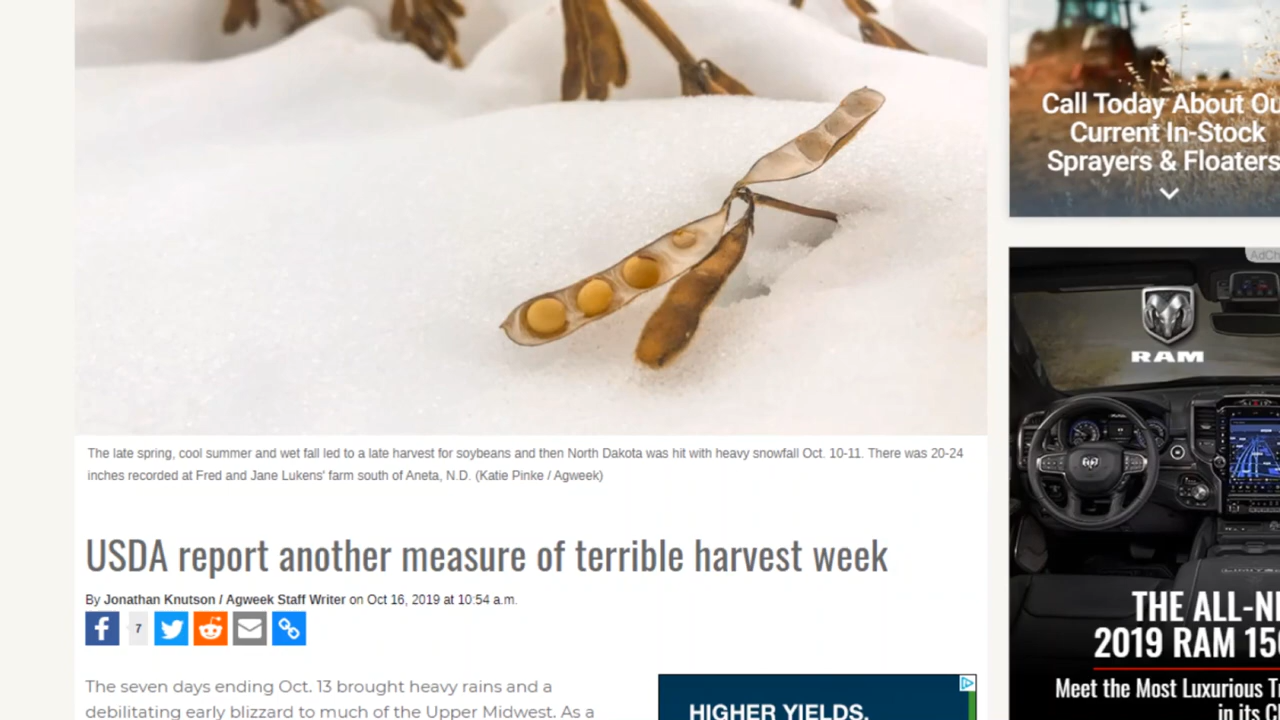 Call Today About Ou
Current In-Stock
Sprayers & Floaters
The late spring, cool summer and wet fall led to a late harvest for soybeans and then North Dakota was hit with heavy snowfall Oct. 10-11. There was 20-24
inches recorded at Fred and Jane Lukens' farm south of Aneta, N.D. (Katie Pinke / Agweek)
USDA report another measure of terrible harvest week
By Jonathan Knutson / Agweek Staff Writer on Oct 16, 2019 at 10:54 a.m.
7
The seven days ending Oct. 13 brought heavy rains and a
debilitating early blizzard to much of the Upper Midwest. As a
HIGHER YIELDS.
AdCh
RAM
THE ALL-NE
2019 RAM 150
Meet the Most Luxurious T
in its C